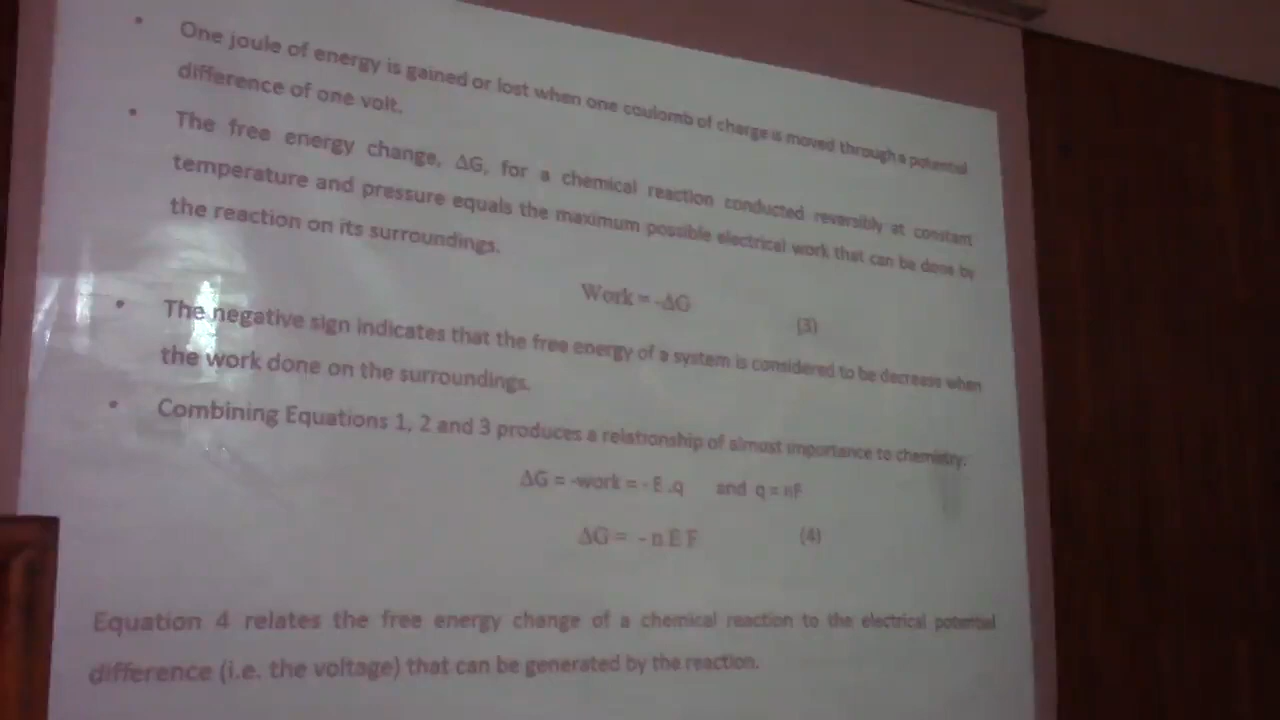 • One joule of energy is gained or lost when one coulomb of charge is moved through a potential
difference of one volt.
• The free energy change, ΔG, for a chemical reaction conducted reversibly at constant
temperature and pressure equals the maximum possible electrical work that can be done by
the reaction on its surroundings.
Work = -ΔG (3)
• The negative sign indicates that the free energy of a system is considered to be decrease when
the work done on the surroundings.
• Combining Equations 1, 2 and 3 produces a relationship of almust importance to chemistry.
ΔG = -work = - E .q and q = nF
ΔG = - n E F (4)
Equation 4 relates the free energy change of a chemical reaction to the electrical potential
difference (i.e. the voltage) that can be generated by the reaction.